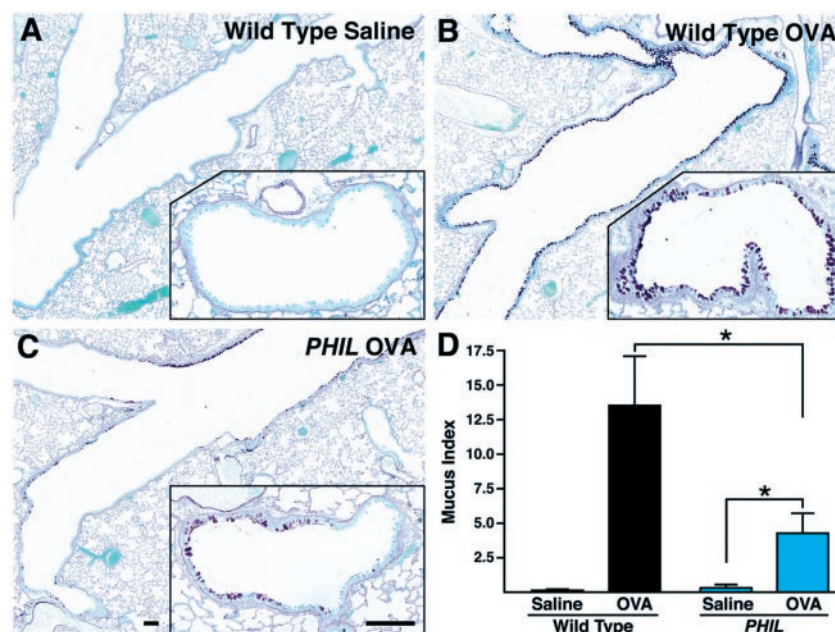 A
Wild Type Saline
B
Wild Type OVA
C
PHIL OVA
D
*
*
17.5
15.0
12.5
10.0
7.5
5.0
2.5
Mucus Index
Saline OVA Saline OVA
Wild Type PHIL